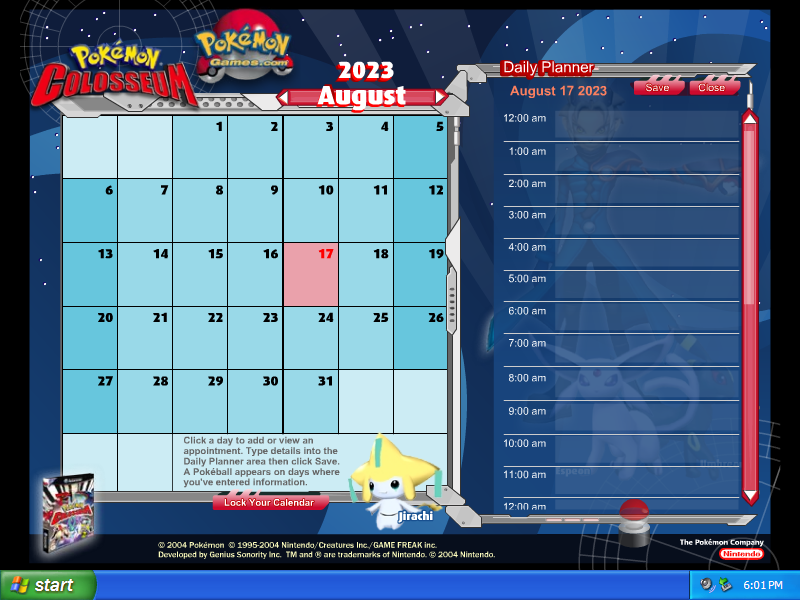 POKéMON
COLOSSEUM
POKéMON
Games.com
2023
August
1 2 3 4 5
6 7 8 9 10 11 12
13 14 15 16 17 18 19
20 21 22 23 24 25 26
27 28 29 30 31
Click a day to add or view an
appointment. Type details into the
Daily Planner area then click Save.
A Pokéball appears on days where
you've entered information.
Lock Your Calendar
Jirachi
Daily Planner
August 17 2023
Save Close
12:00 am
1:00 am
2:00 am
3:00 am
4:00 am
5:00 am
6:00 am
7:00 am
8:00 am
9:00 am
10:00 am
11:00 am
12:00 am
Espeon
POKéMON
COLOSSEUM
© 2004 Pokémon © 1995-2004 Nintendo/Creatures Inc./GAME FREAK inc.
Developed by Genius Sonority Inc. TM and ® are trademarks of Nintendo. © 2004 Nintendo.
The Pokémon Company
Nintendo
start
6:01 PM